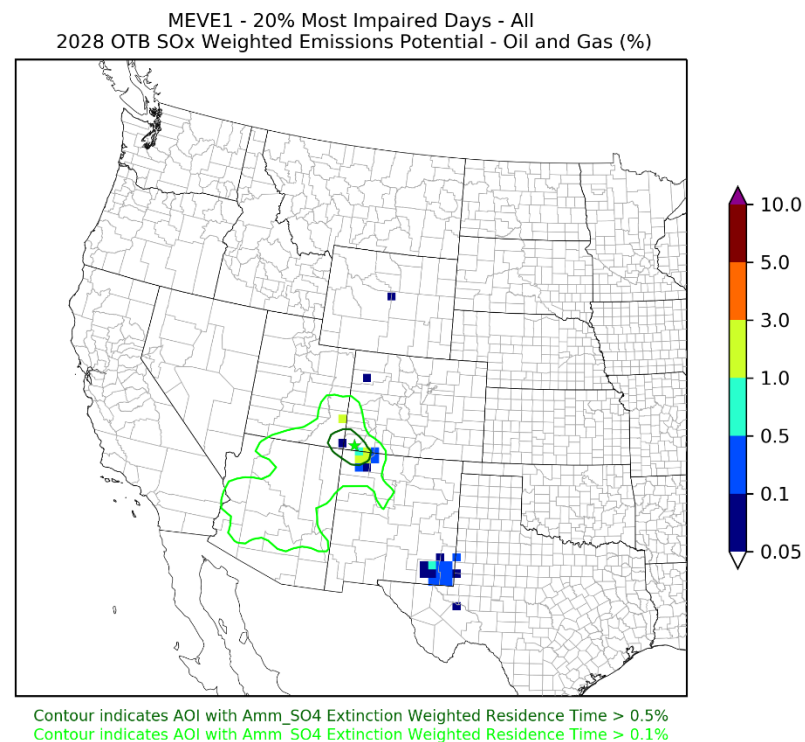 MEVE1 - 20% Most Impaired Days - All
2028 OTB SOx Weighted Emissions Potential - Oil and Gas (%)
10.0
5.0
3.0
1.0
0.5
0.1
0.05
Contour indicates AOI with Amm_SO4 Extinction Weighted Residence Time > 0.5%
Contour indicates AOI with Amm_SO4 Extinction Weighted Residence Time > 0.1%